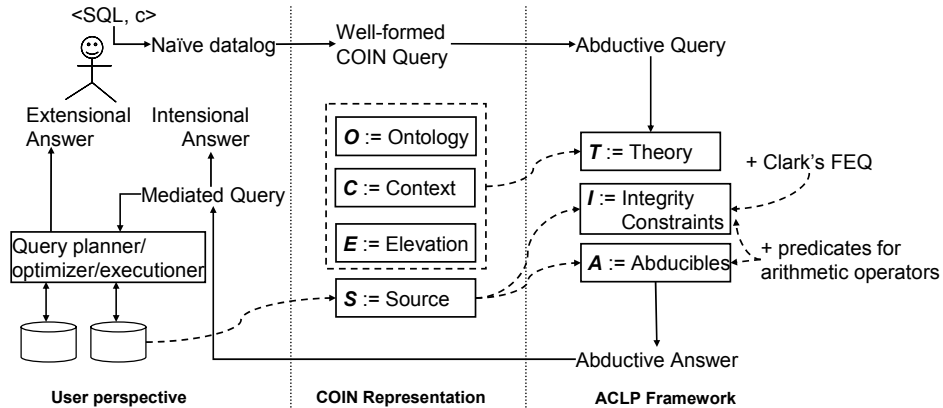 <SQL, c>
Naïve datalog
Well-formed
COIN Query
Abductive Query
Extensional
Answer
Intensional
Answer
O := Ontology
T := Theory
+ Clark's FEQ
C := Context
Mediated Query
I := Integrity
Constraints
Query planner/
optimizer/executioner
E := Elevation
+ predicates for
arithmetic operators
A := Abducibles
S := Source
Abductive Answer
User perspective
COIN Representation
ACLP Framework